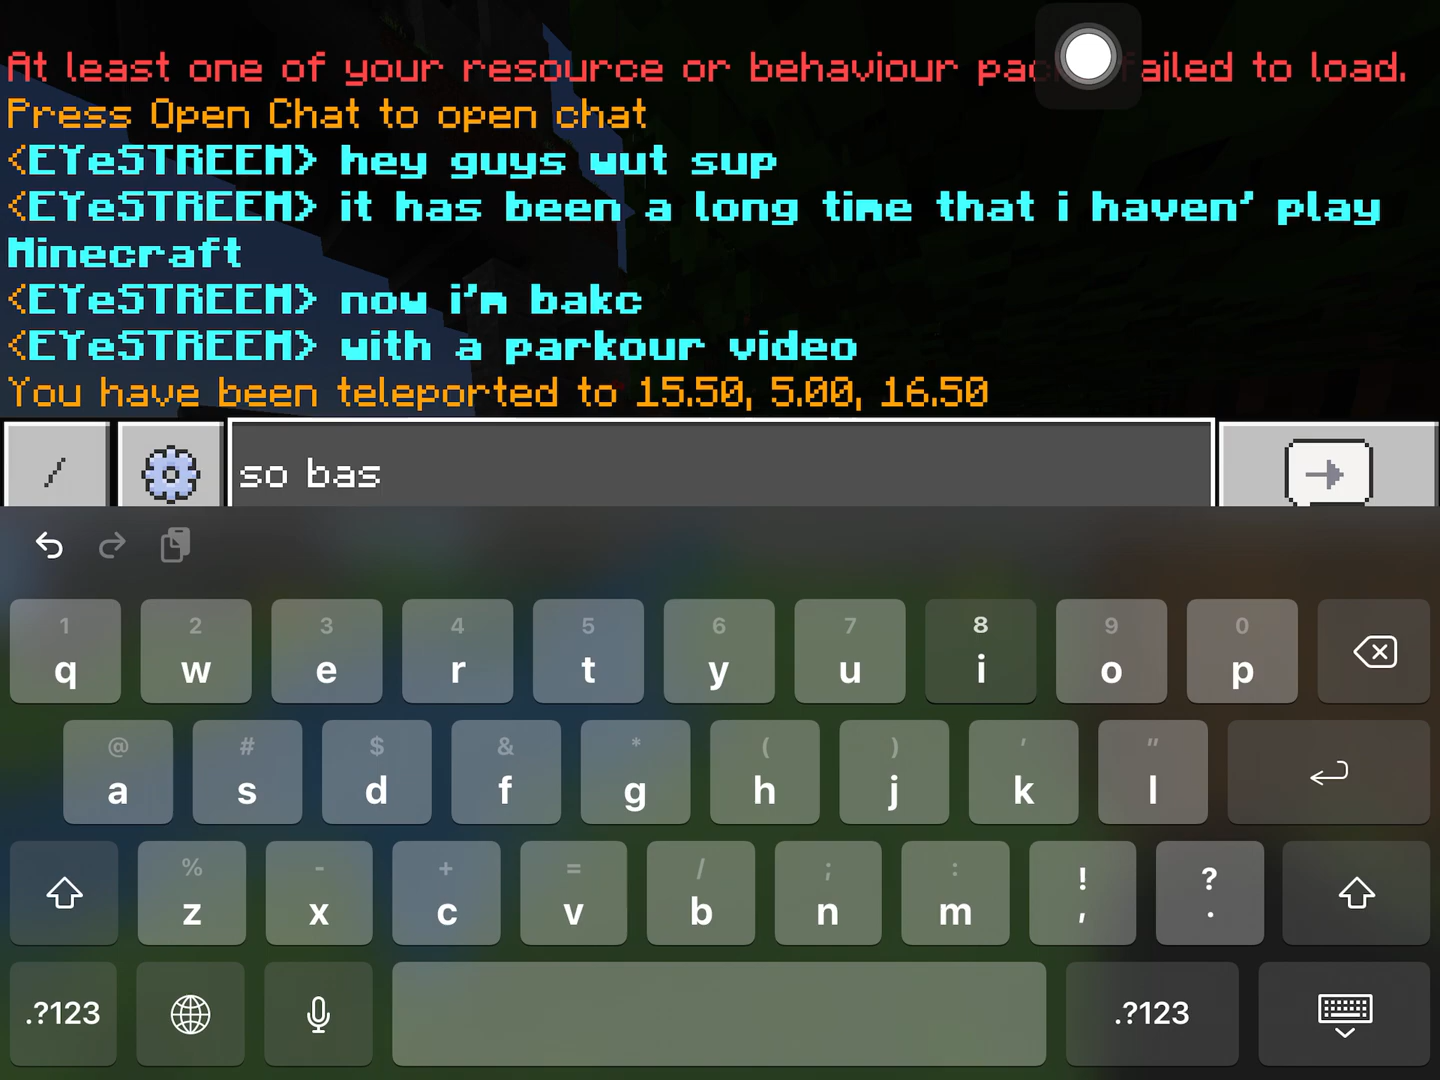 At least one of your resource or behaviour pac ailed to load.
Press Open Chat to open chat
<EYeSTREEM> hey guys wut sup
<EYeSTREEM> it has been a long time that i haven' play
Minecraft
<EYeSTREEM> now i'm bakc
<EYeSTREEM> with a parkour video
You have been teleported to 15.50, 5.00, 16.50
/ so bas
1 2 3 4 5 6 7 8 9 0
q w e r t y u i o p
@ # $ & * ( ) ' "
a s d f g h j k l
% - + = / ; : ! ?
z x c v b n m , .
.?123 .?123